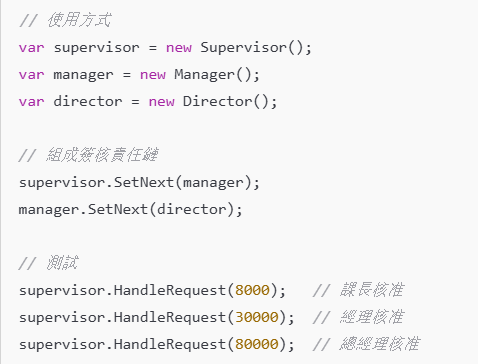 // 使用方式
var supervisor = new Supervisor();
var manager = new Manager();
var director = new Director();
// 組成簽核責任鏈
supervisor.SetNext(manager);
manager.SetNext(director);
// 測試
supervisor.HandleRequest(8000);   // 課長核准
supervisor.HandleRequest(30000);  // 經理核准
supervisor.HandleRequest(80000);  // 總經理核准